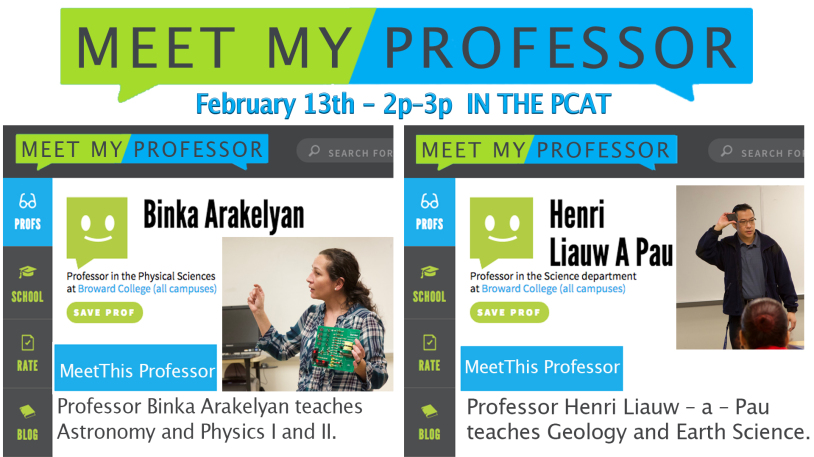 MEET MY PROFESSOR
February 13th – 2p–3p IN THE PCAT
MEET MY PROFESSOR
SEARCH FOR
PROFS
Binka Arakelyan
Professor in the Physical Sciences
at Broward College (all campuses)
SCHOOL
SAVE PROF
RATE
MeetThis Professor
BLOG
Professor Binka Arakelyan teaches
Astronomy and Physics I and II.
MEET MY PROFESSOR
SEARCH FO
PROFS
Henri
Liauw A Pau
Professor in the Science department
at Broward College (all campuses)
SCHOOL
SAVE PROF
RATE
MeetThis Professor
BLOG
Professor Henri Liauw – a – Pau
teaches Geology and Earth Science.